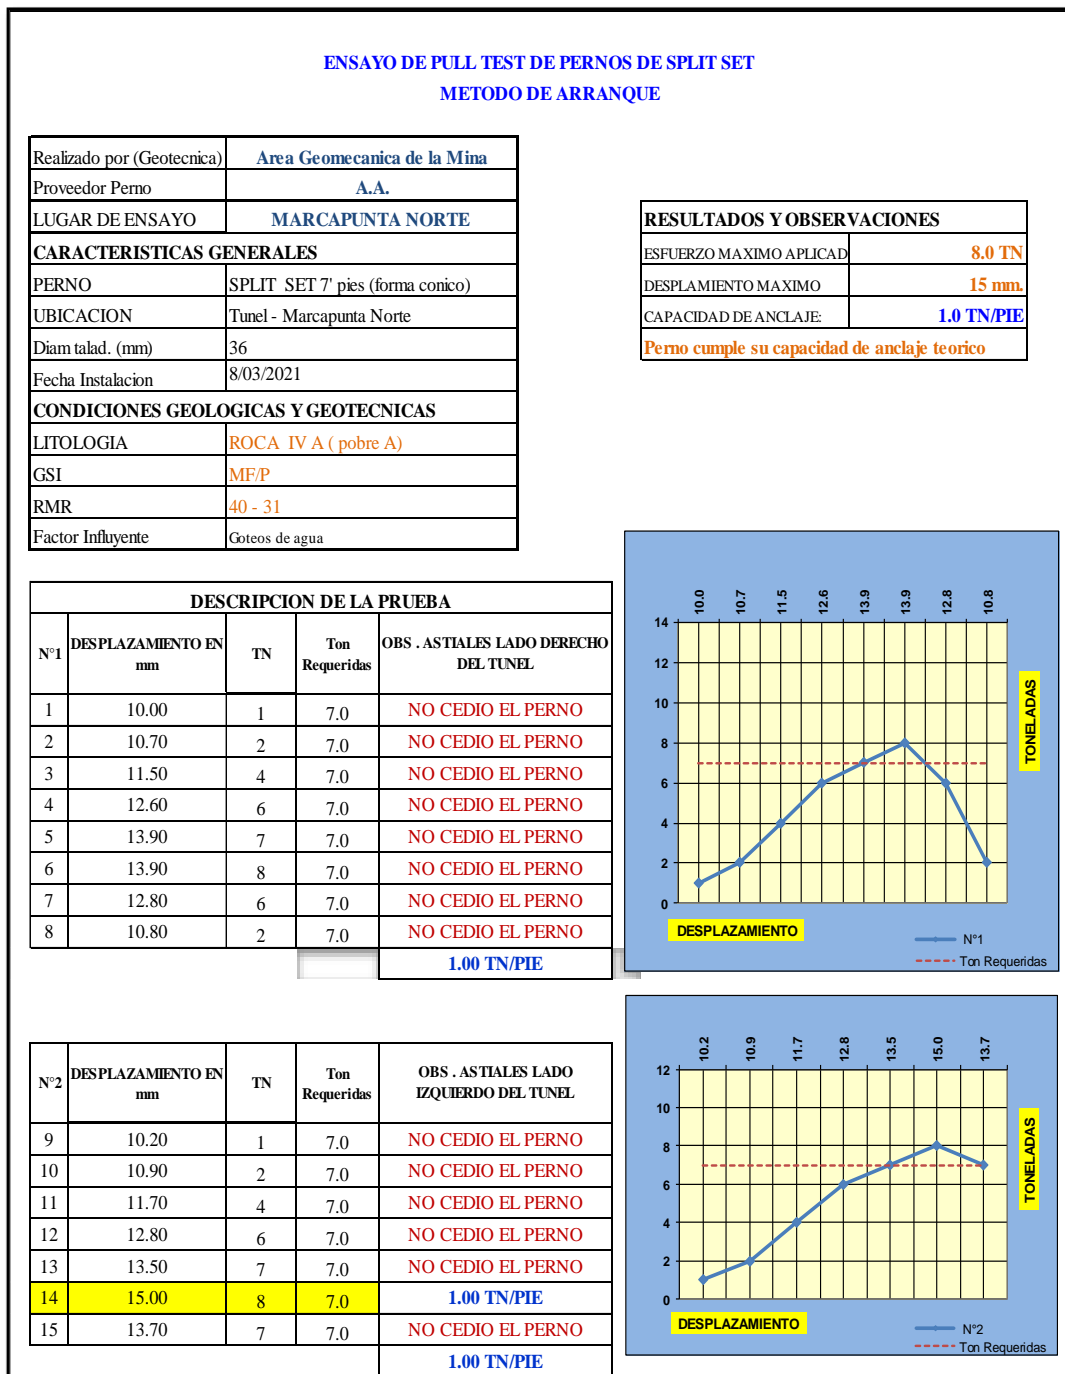 ENSAYO DE PULL TEST DE PERNOS DE SPLIT SET
METODO DE ARRANQUE
Realizado por (Geotecnica) Area Geomecanica de la Mina
Proveedor Perno A.A.
LUGAR DE ENSAYO MARCAPUNTA NORTE
CARACTERISTICAS GENERALES
PERNO SPLIT SET 7' pies (forma conico)
UBICACION Tunel - Marcapunta Norte
Diam talad. (mm) 36
Fecha Instalacion 8/03/2021
CONDICIONES GEOLOGICAS Y GEOTECNICAS
LITOLOGIA ROCA IV A ( pobre A)
GSI MF/P
RMR 40 - 31
Factor Influyente Goteos de agua
RESULTADOS Y OBSERVACIONES
ESFUERZO MAXIMO APLICAD 8.0 TN
DESPLAMIENTO MAXIMO 15 mm.
CAPACIDAD DE ANCLAJE: 1.0 TN/PIE
Perno cumple su capacidad de anclaje teorico
DESCRIPCION DE LA PRUEBA
N°1 DESPLAZAMIENTO EN mm TN Ton Requeridas OBS . ASTIALES LADO DERECHO DEL TUNEL
1 10.00 1 7.0 NO CEDIO EL PERNO
2 10.70 2 7.0 NO CEDIO EL PERNO
3 11.50 4 7.0 NO CEDIO EL PERNO
4 12.60 6 7.0 NO CEDIO EL PERNO
5 13.90 7 7.0 NO CEDIO EL PERNO
6 13.90 8 7.0 NO CEDIO EL PERNO
7 12.80 6 7.0 NO CEDIO EL PERNO
8 10.80 2 7.0 NO CEDIO EL PERNO
1.00 TN/PIE
10.0 10.7 11.5 12.6 13.9 13.9 12.8 10.8
14
12
10
8
6
4
2
0
TONELADAS
DESPLAZAMIENTO
N°1
Ton Requeridas
N°2 DESPLAZAMIENTO EN mm TN Ton Requeridas OBS . ASTIALES LADO IZQUIERDO DEL TUNEL
9 10.20 1 7.0 NO CEDIO EL PERNO
10 10.90 2 7.0 NO CEDIO EL PERNO
11 11.70 4 7.0 NO CEDIO EL PERNO
12 12.80 6 7.0 NO CEDIO EL PERNO
13 13.50 7 7.0 NO CEDIO EL PERNO
14 15.00 8 7.0 1.00 TN/PIE
15 13.70 7 7.0 NO CEDIO EL PERNO
1.00 TN/PIE
10.2 10.9 11.7 12.8 13.5 15.0 13.7
12
10
8
6
4
2
0
TONELADAS
DESPLAZAMIENTO
N°2
Ton Requeridas